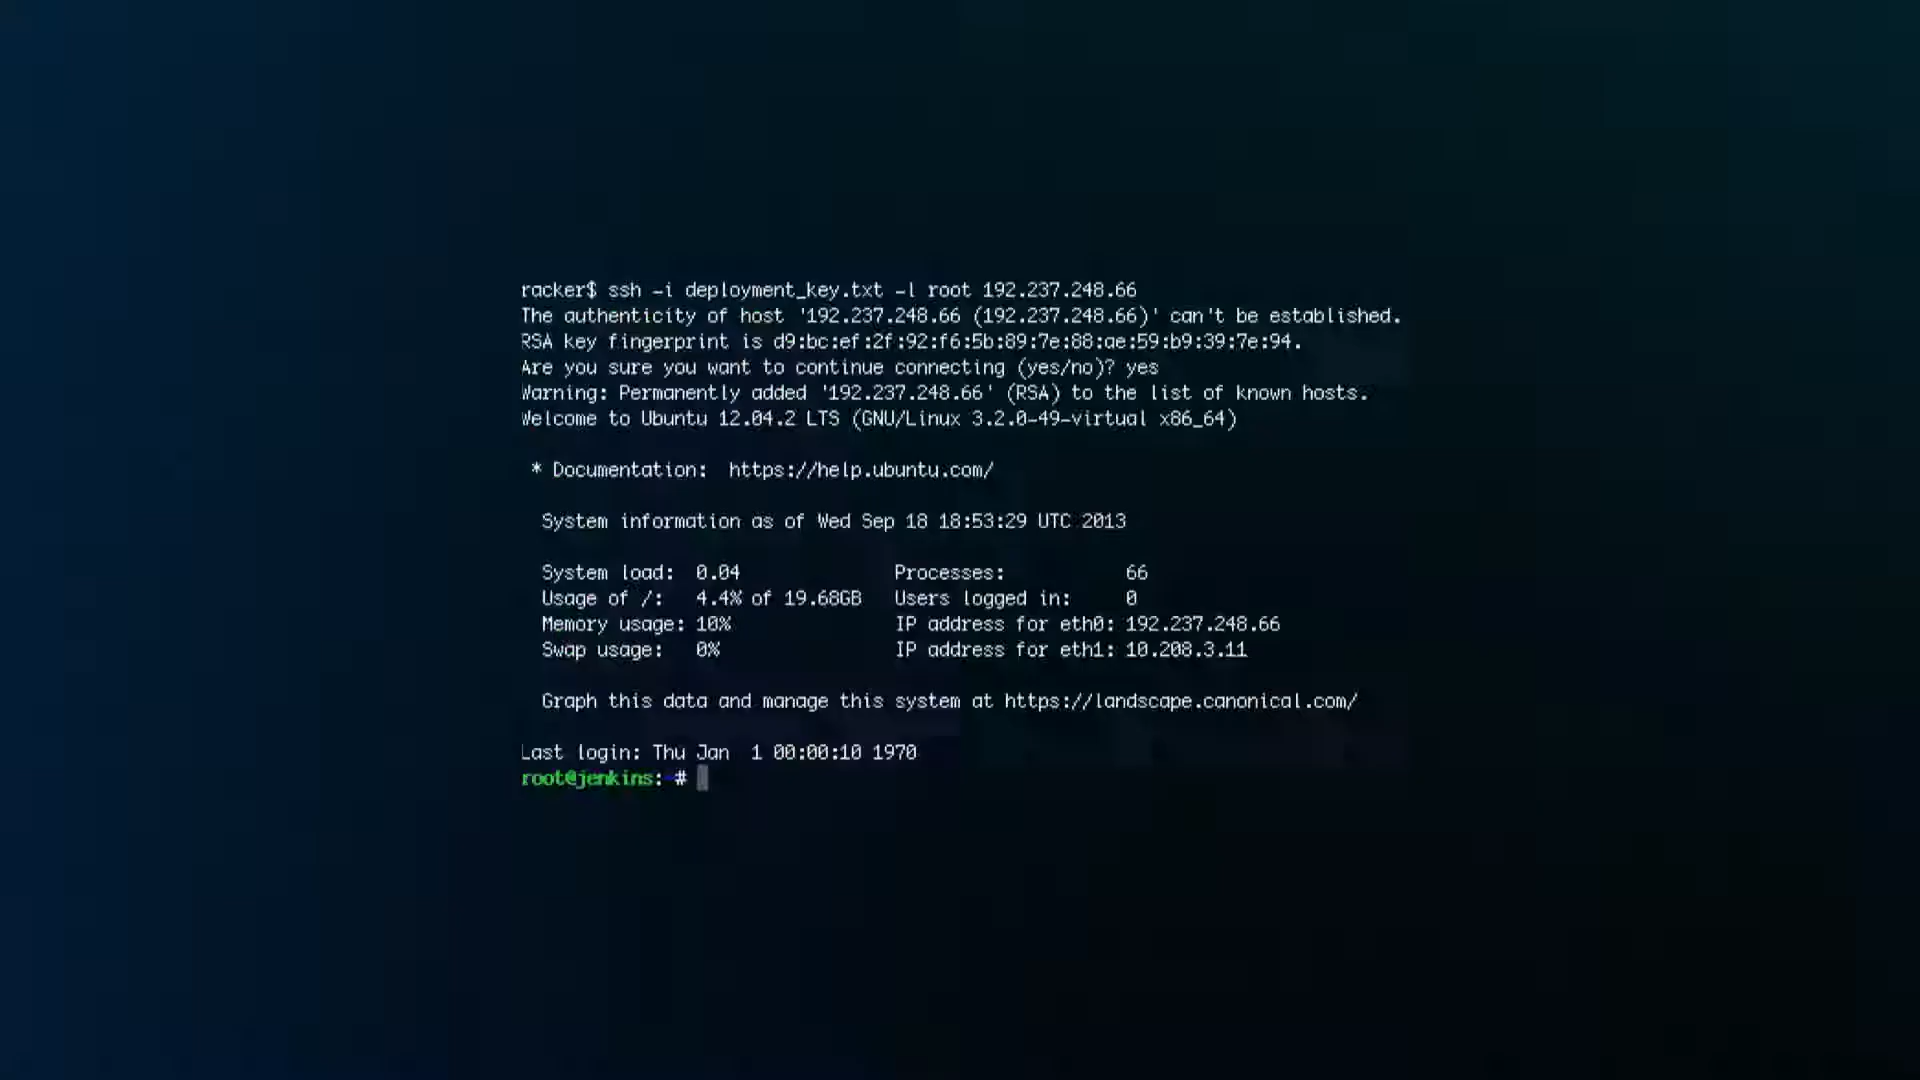 racker$ ssh -i deployment_key.txt -l root 192.237.248.66
The authenticity of host '192.237.248.66 (192.237.248.66)' can't be established.
RSA key fingerprint is d9:bc:ef:2f:92:f6:5b:89:7e:88:ae:59:b9:39:7e:94.
Are you sure you want to continue connecting (yes/no)? yes
Warning: Permanently added '192.237.248.66' (RSA) to the list of known hosts.
Welcome to Ubuntu 12.04.2 LTS (GNU/Linux 3.2.0-49-virtual x86_64)
* Documentation:  https://help.ubuntu.com/
System information as of Wed Sep 18 18:53:29 UTC 2013
System load:  0.04 Processes: 66
Usage of /:  4.4% of 19.68GB Users logged in: 0
Memory usage: 10% IP address for eth0: 192.237.248.66
Swap usage:  0% IP address for eth1: 10.208.3.11
Graph this data and manage this system at https://landscape.canonical.com/
Last login: Thu Jan  1 00:00:10 1970
root@jenkins:~#